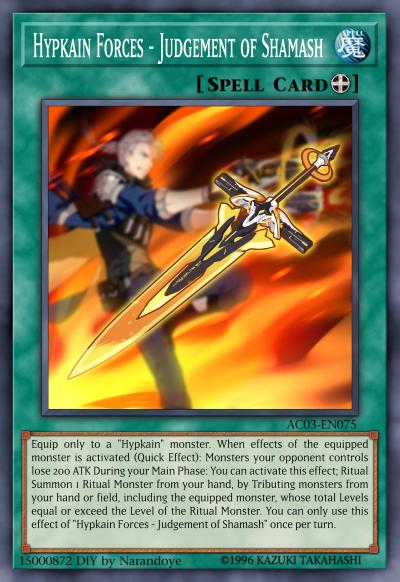 Hypkain Forces - Judgement of Shamash
SPELL
魔
[Spell Card]
AC03-EN075
Equip only to a "Hypkain" monster. When effects of the equipped
monster is activated (Quick Effect): Monsters your opponent controls
lose 200 ATK During your Main Phase: You can activate this effect; Ritual
Summon 1 Ritual Monster from your hand, by Tributing monsters from
your hand or field, including the equipped monster, whose total Levels
equal or exceed the Level of the Ritual Monster. You can only use this
effect of "Hypkain Forces - Judgement of Shamash" once per turn.
15000872 DIY by Narandoye
©1996 KAZUKI TAKAHASHI